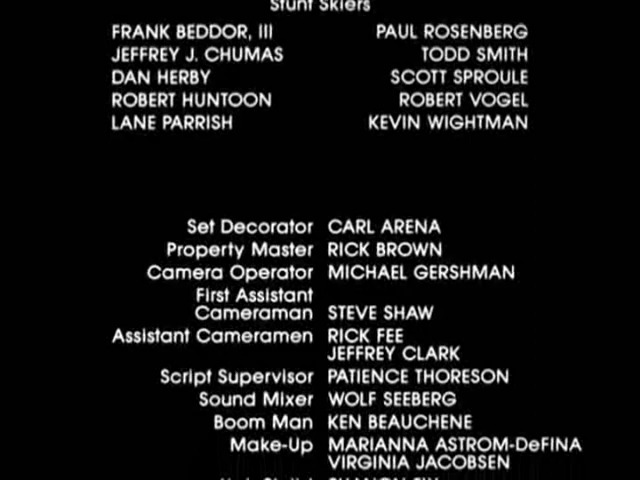 Stunt Skiers
FRANK BEDDOR, III PAUL ROSENBERG
JEFFREY J. CHUMAS TODD SMITH
DAN HERBY SCOTT SPROULE
ROBERT HUNTOON ROBERT VOGEL
LANE PARRISH KEVIN WIGHTMAN
Set Decorator CARL ARENA
Property Master RICK BROWN
Camera Operator MICHAEL GERSHMAN
First Assistant
Cameraman STEVE SHAW
Assistant Cameramen RICK FEE
JEFFREY CLARK
Script Supervisor PATIENCE THORESON
Sound Mixer WOLF SEEBERG
Boom Man KEN BEAUCHENE
Make-Up MARIANNA ASTROM-DeFINA
VIRGINIA JACOBSEN